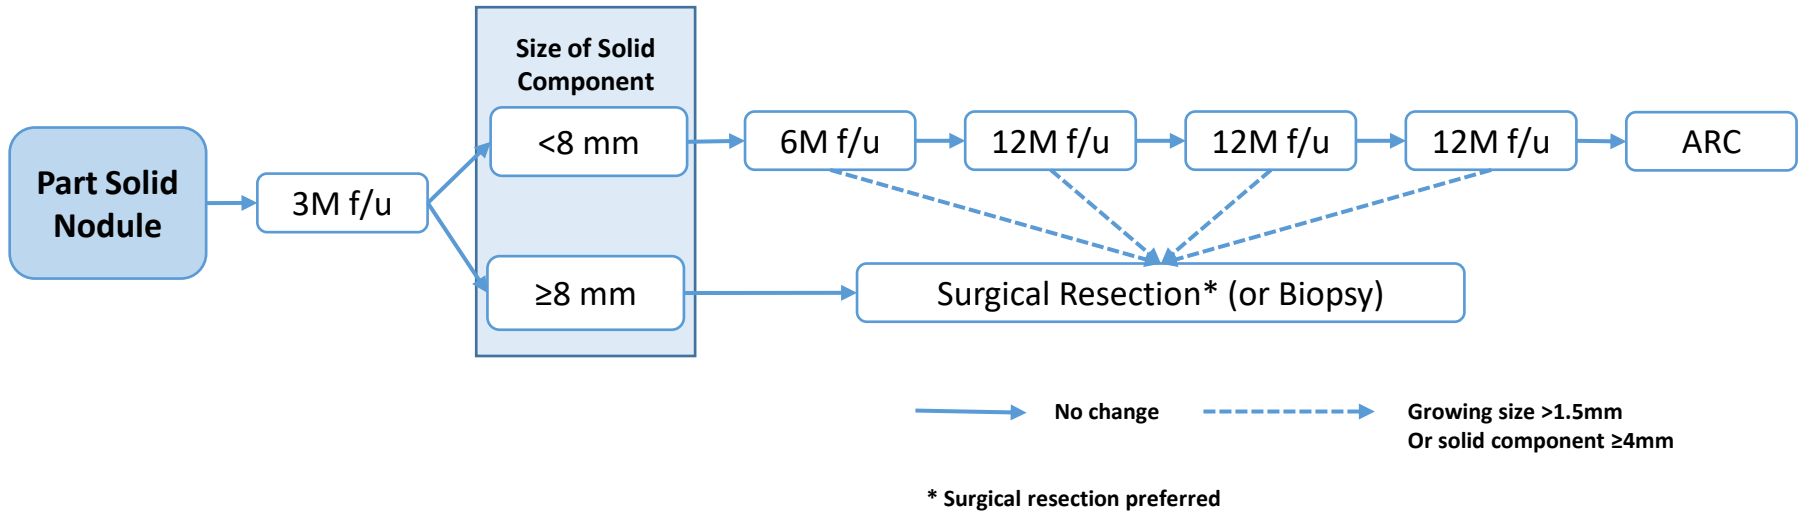 Part Solid
Nodule
3M f/u
Size of Solid
Component
<8 mm
≥8 mm
6M f/u
12M f/u
12M f/u
12M f/u
ARC
Surgical Resection* (or Biopsy)
No change
Growing size >1.5mm
Or solid component ≥4mm
* Surgical resection preferred